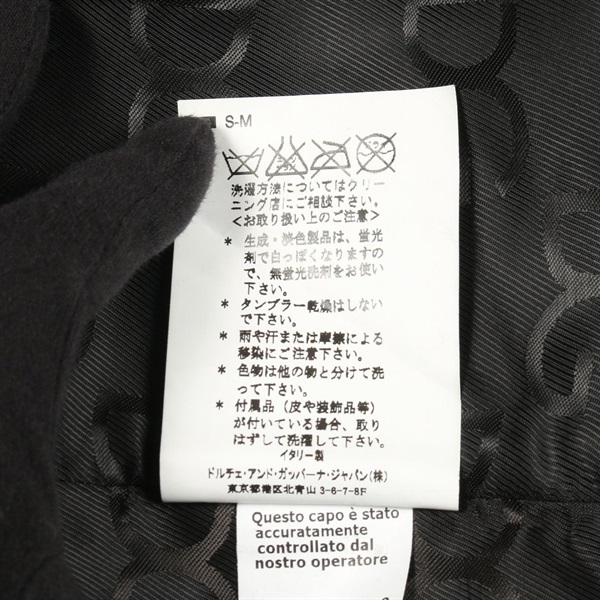 S-M
洗濯方法についてはクリー
ニング店にご相談下さい。
<お取り扱い上のご注意>
* 生成・淡色製品は、蛍光
剤で白っぽくなりますの
で、無蛍光洗剤をお使い
下さい。
* タンブラー乾燥はしない
で下さい。
* 雨や汗または摩擦による
移染にご注意下さい。
* 色物は他の物と分けて洗
って下さい。
* 付属品(皮や装飾品等)
が付いている場合、取り
はずして洗濯して下さい。
イタリー製
ドルチェ・アンド・ガッバーナ・ジャパン(株)
東京都港区北青山3-6-7-8F
Questo capo è stato
accuratamente
controllato dal
nostro operatore